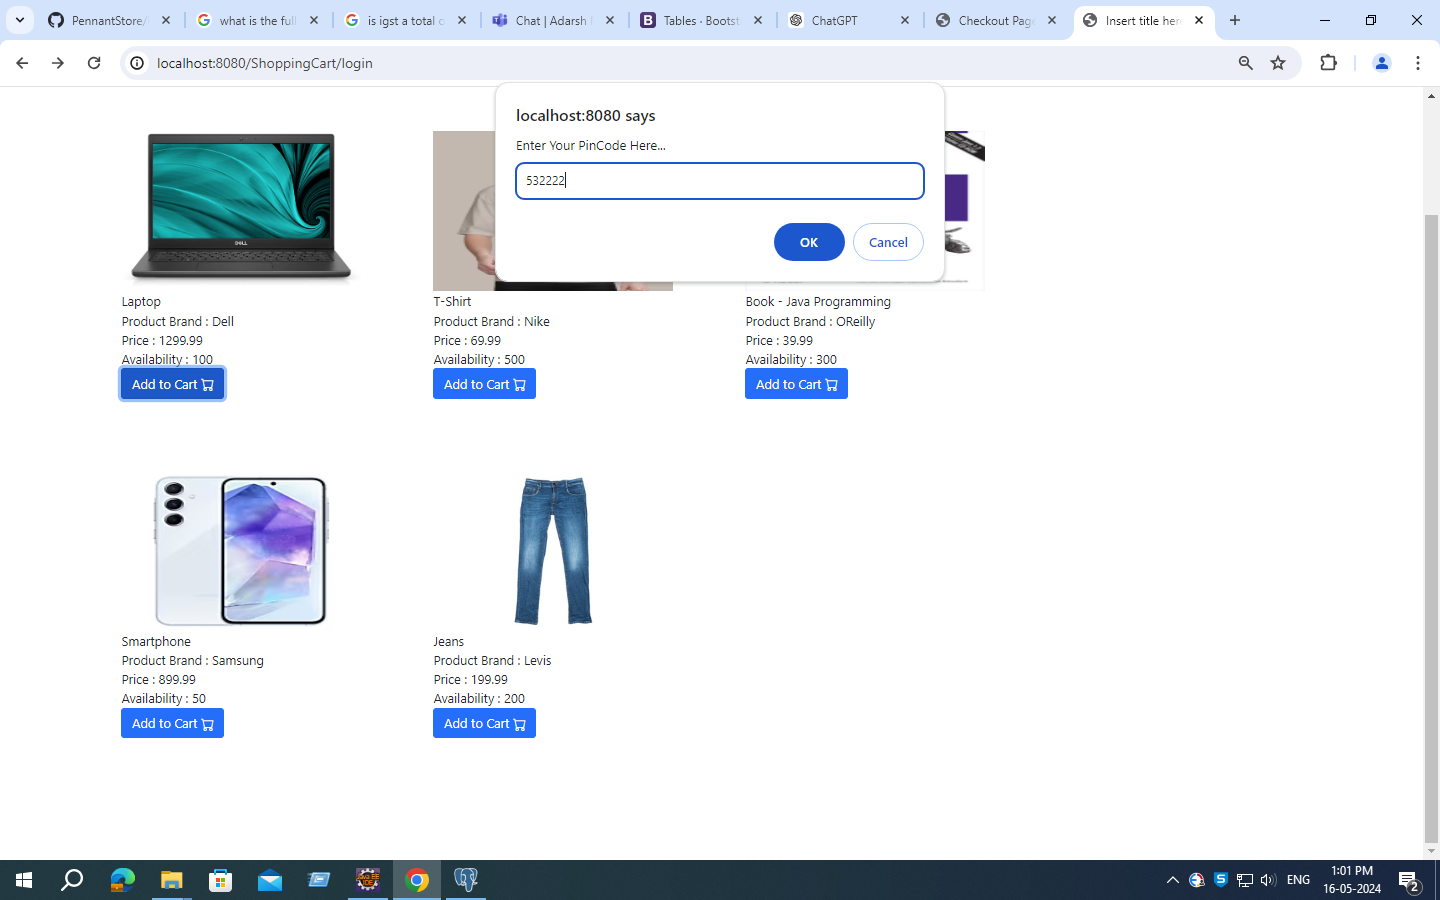 PennantStore/
what is the full
is igst a total o
Chat | Adarsh
Tables - Bootst
ChatGPT
Checkout Page
Insert title here
localhost:8080/ShoppingCart/login
localhost:8080 says
Enter Your PinCode Here...
532222
OK
Cancel
DELL
Laptop
Product Brand : Dell
Price : 1299.99
Availability : 100
Add to Cart
T-Shirt
Product Brand : Nike
Price : 69.99
Availability : 500
Add to Cart
Book - Java Programming
Product Brand : OReilly
Price : 39.99
Availability : 300
Add to Cart
Smartphone
Product Brand : Samsung
Price : 899.99
Availability : 50
Add to Cart
Jeans
Product Brand : Levis
Price : 199.99
Availability : 200
Add to Cart
ENG
1:01 PM
16-05-2024
2